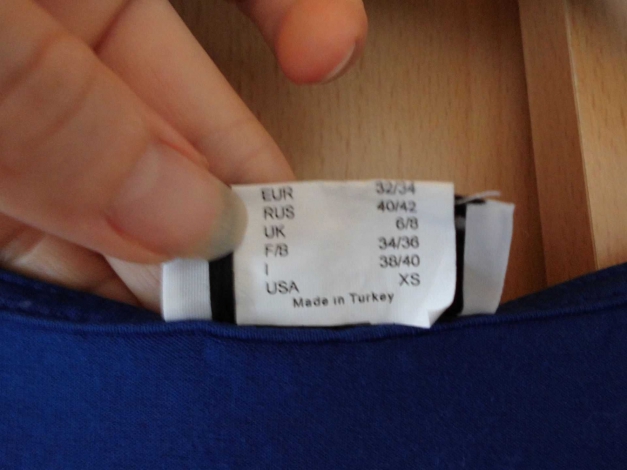 EUR 32/34
RUS 40/42
UK 6/8
F/B 34/36
I 38/40
USA XS
Made in Turkey